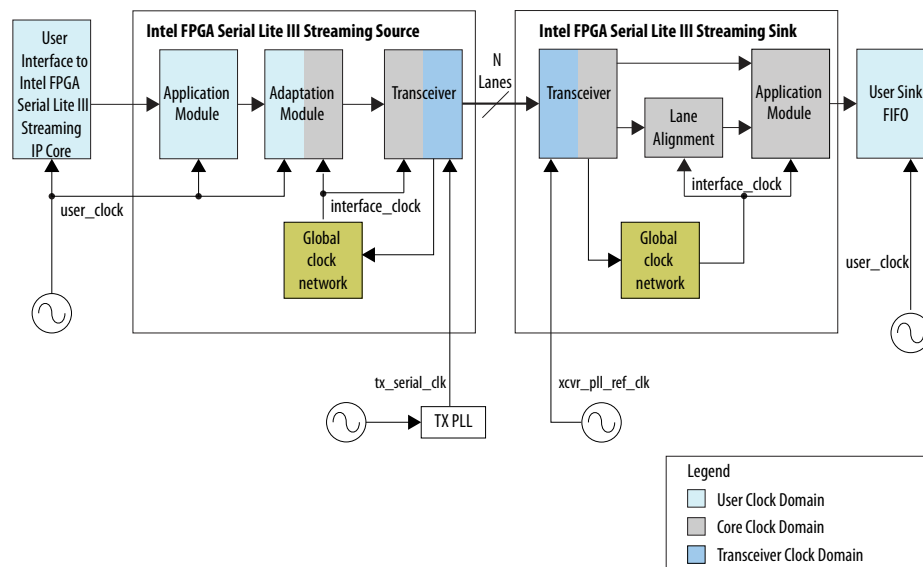 Intel FPGA Serial Lite III Streaming Source
Intel FPGA Serial Lite III Streaming Sink
User
Interface to
Intel FPGA
Serial Lite III
Streaming
IP Core
Application
Module
Adaptation
Module
Transceiver
N
Lanes
Transceiver
Lane
Alignment
Application
Module
User Sink
FIFO
user_clock
interface_clock
Global
clock
network
interface_clock
Global
clock
network
user_clock
tx_serial_clk
TX PLL
xcvr_pll_ref_clk
Legend
User Clock Domain
Core Clock Domain
Transceiver Clock Domain